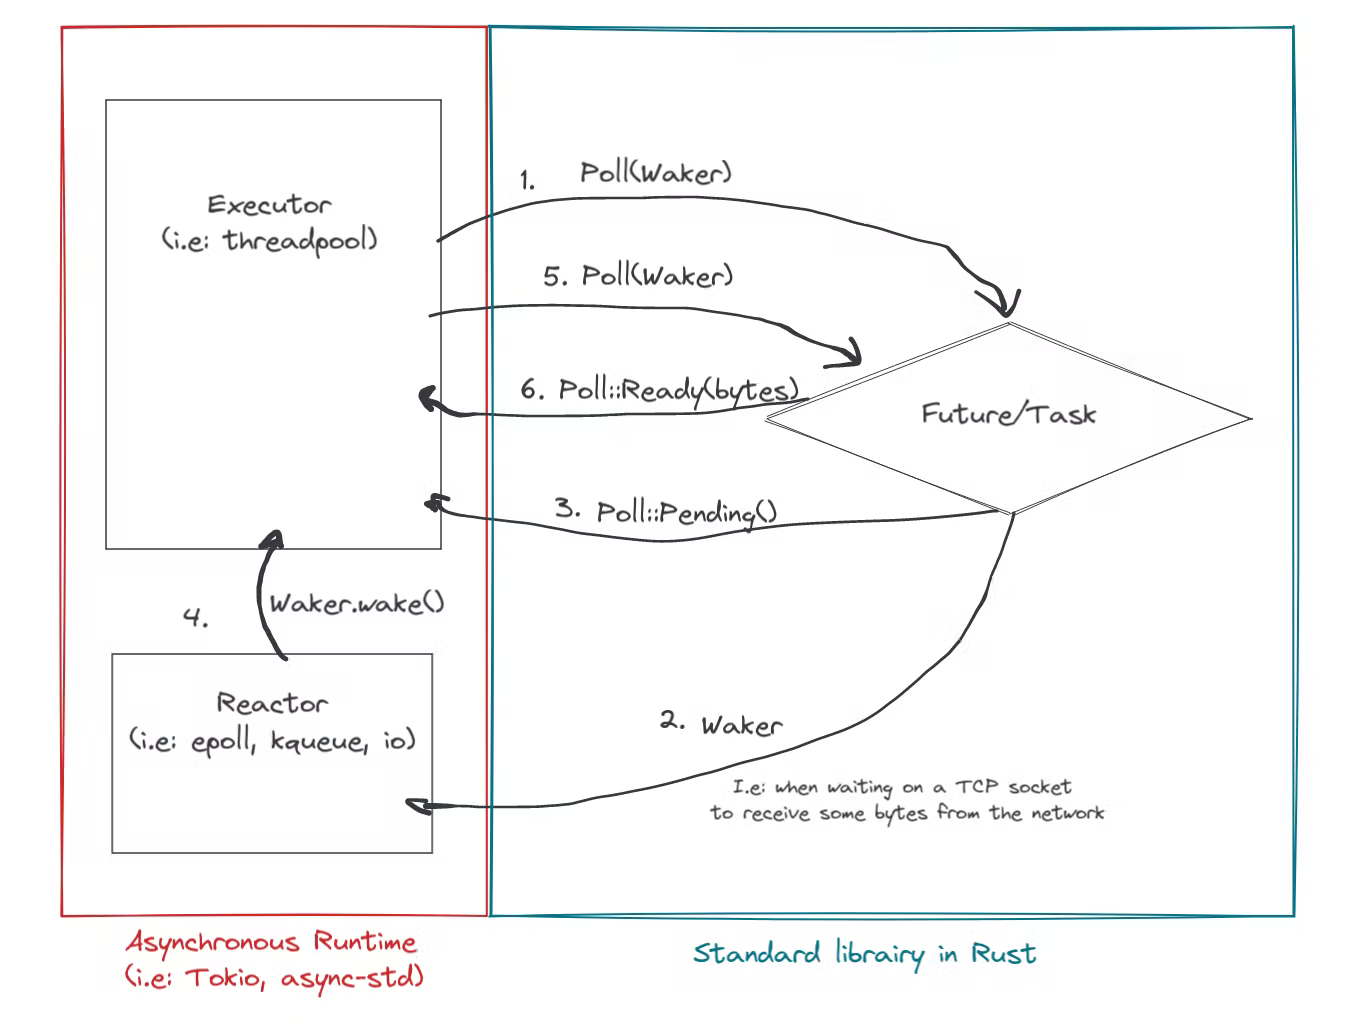 1. Poll(Waker)
Executor
(i.e: threadpool)
5. Poll(Waker)
6. Poll::Ready(bytes)
Future/Task
3. Poll::Pending()
4. Waker.wake()
Reactor
(i.e: epoll, kqueue, io)
2. Waker
I.e: when waiting on a TCP socket
to receive some bytes from the network
Asynchronous Runtime
(i.e: Tokio, async-std)
Standard librairy in Rust